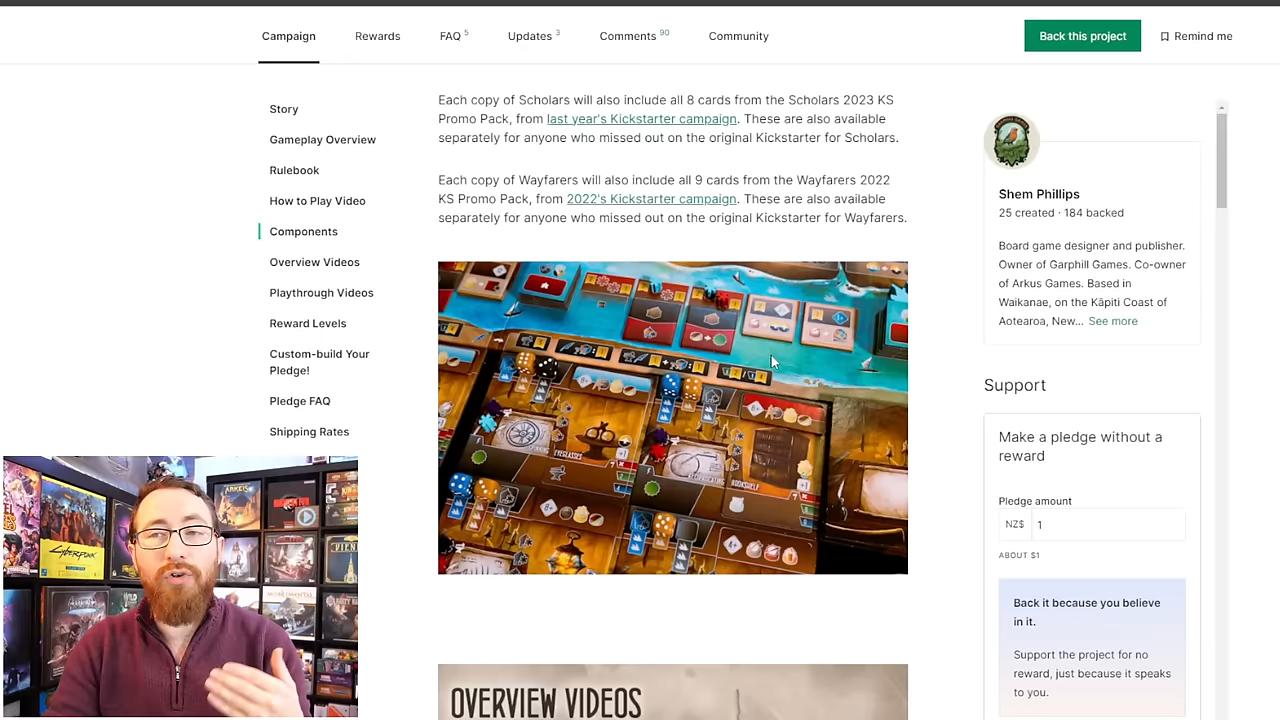 Campaign
Rewards
FAQ 5
Updates 3
Comments 90
Community
Back this project
Remind me
Story
Gameplay Overview
Rulebook
How to Play Video
Components
Overview Videos
Playthrough Videos
Reward Levels
Custom-build Your
Pledge!
Pledge FAQ
Shipping Rates
Each copy of Scholars will also include all 8 cards from the Scholars 2023 KS
Promo Pack, from last year's Kickstarter campaign. These are also available
separately for anyone who missed out on the original Kickstarter for Scholars.
Each copy of Wayfarers will also include all 9 cards from the Wayfarers 2022
KS Promo Pack, from 2022's Kickstarter campaign. These are also available
separately for anyone who missed out on the original Kickstarter for Wayfarers.
EYEGLASSES
BOOKSHELF
OVERVIEW VIDEOS
Shem Phillips
25 created · 184 backed
Board game designer and publisher.
Owner of Garphill Games. Co-owner
of Arkus Games. Based in
Waikanae, on the Kāpiti Coast of
Aotearoa, New... See more
Support
Make a pledge without a
reward
Pledge amount
NZ$ 1
ABOUT $1
Back it because you believe
in it.
Support the project for no
reward, just because it speaks
to you.
CYBERPUNK
ARKEIS
MONUMENTAL